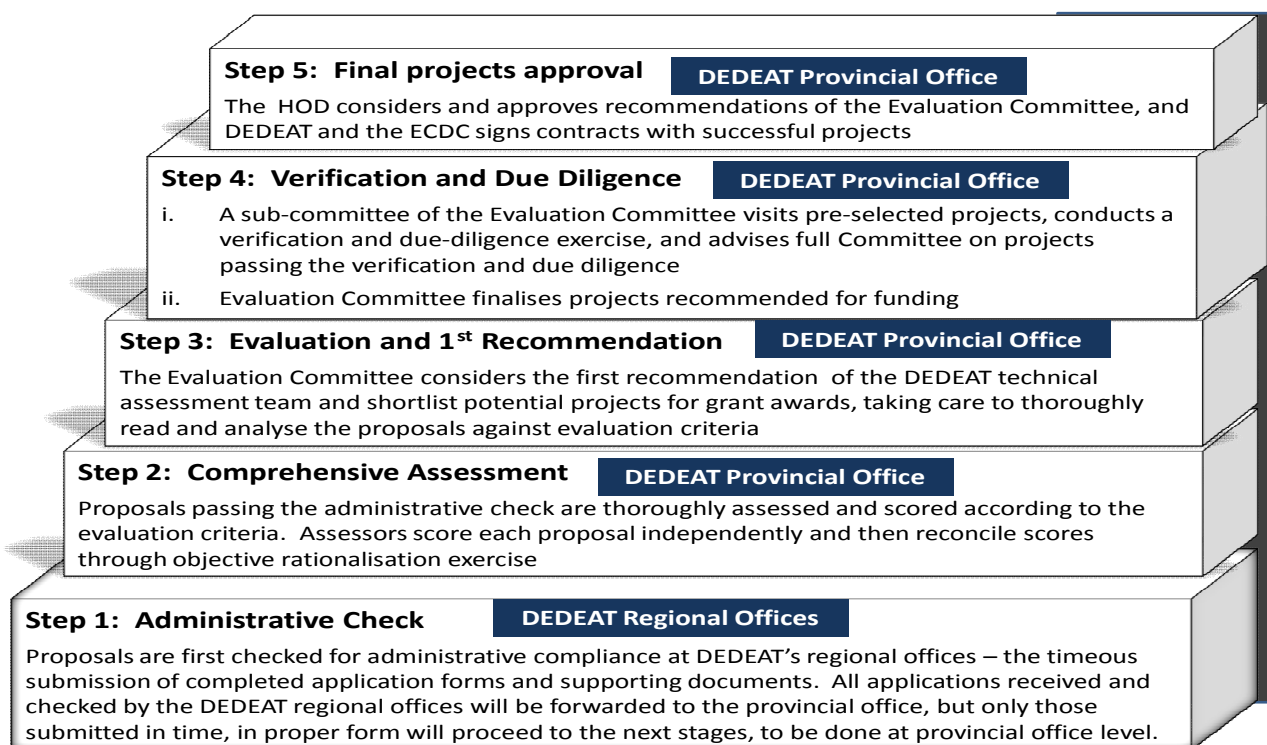 Step 5: Final projects approval DEDEAT Provincial Office
The HOD considers and approves recommendations of the Evaluation Committee, and
DEDEAT and the ECDC signs contracts with successful projects
Step 4: Verification and Due Diligence DEDEAT Provincial Office
i. A sub-committee of the Evaluation Committee visits pre-selected projects, conducts a
verification and due-diligence exercise, and advises full Committee on projects
passing the verification and due diligence
ii. Evaluation Committee finalises projects recommended for funding
Step 3: Evaluation and 1st Recommendation DEDEAT Provincial Office
The Evaluation Committee considers the first recommendation of the DEDEAT technical
assessment team and shortlist potential projects for grant awards, taking care to thoroughly
read and analyse the proposals against evaluation criteria
Step 2: Comprehensive Assessment DEDEAT Provincial Office
Proposals passing the administrative check are thoroughly assessed and scored according to the
evaluation criteria. Assessors score each proposal independently and then reconcile scores
through objective rationalisation exercise
Step 1: Administrative Check DEDEAT Regional Offices
Proposals are first checked for administrative compliance at DEDEAT's regional offices – the timeous
submission of completed application forms and supporting documents. All applications received and
checked by the DEDEAT regional offices will be forwarded to the provincial office, but only those
submitted in time, in proper form will proceed to the next stages, to be done at provincial office level.